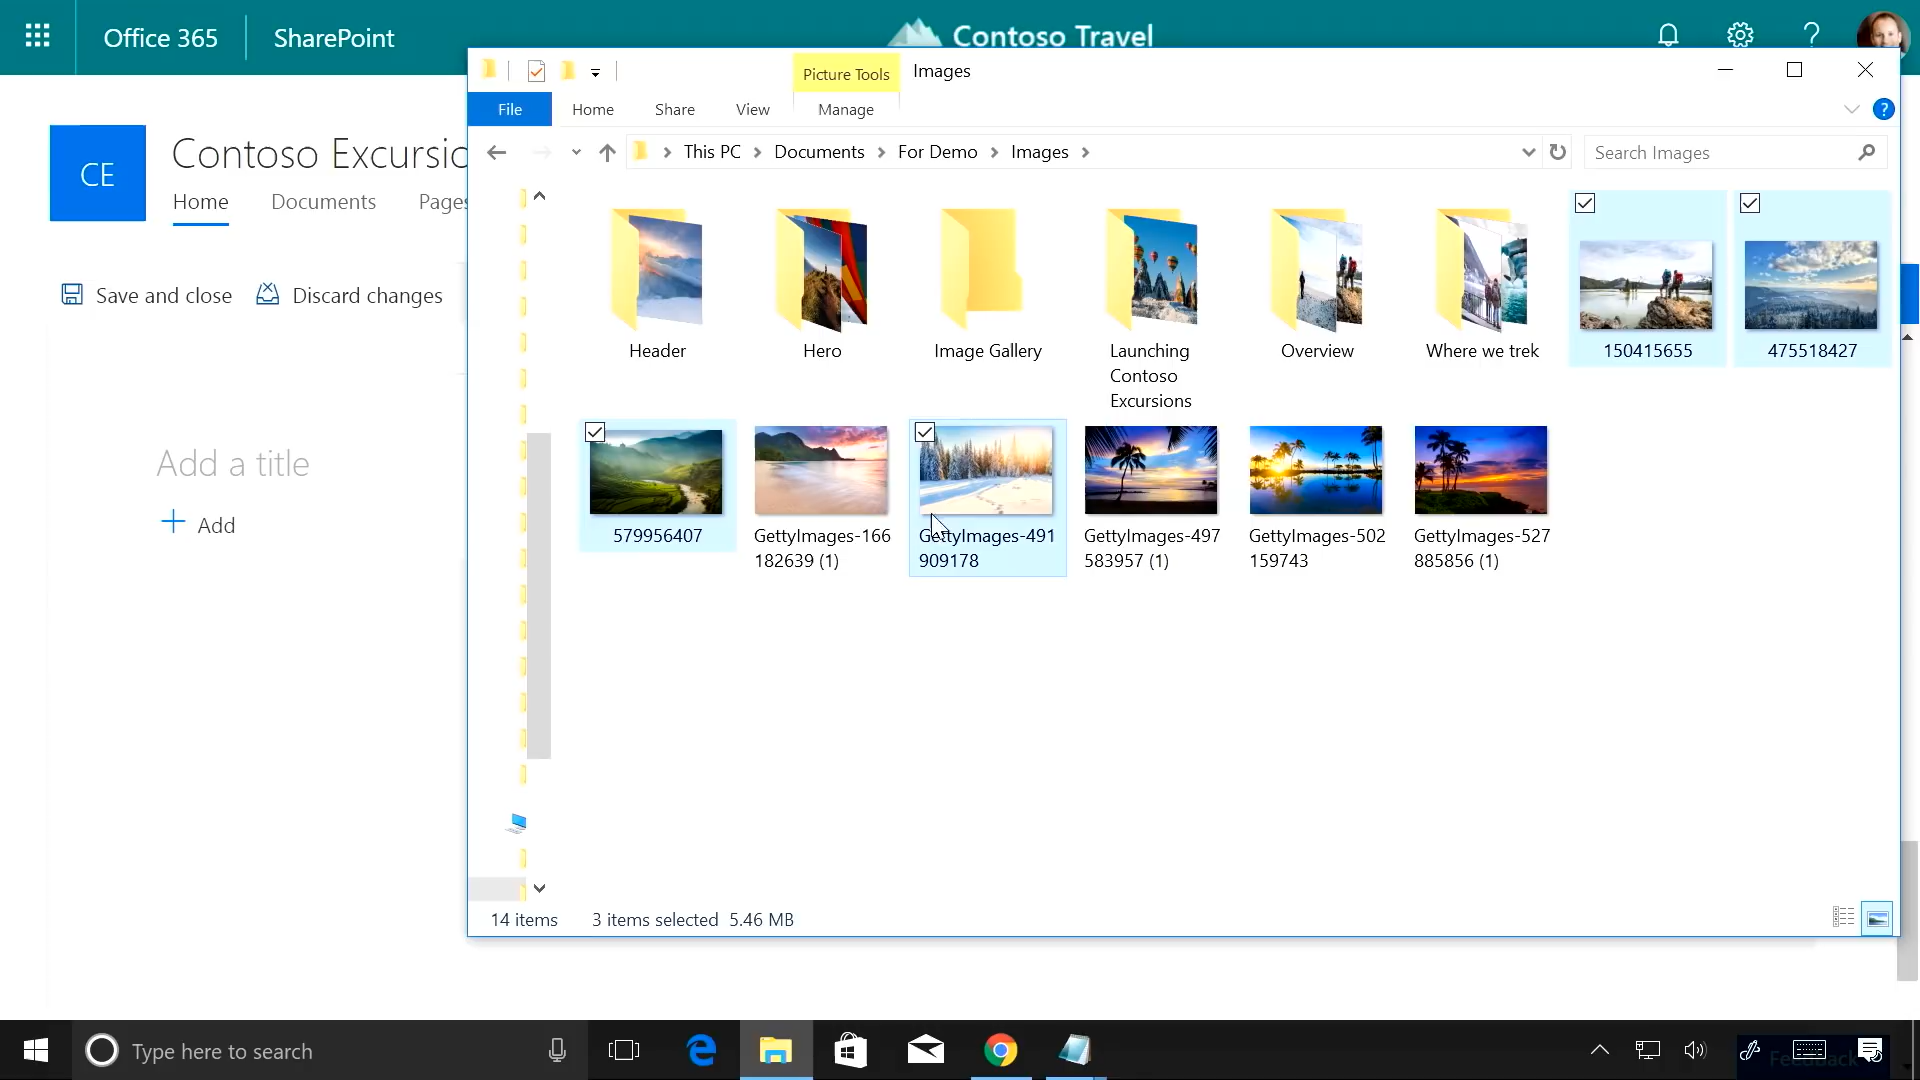 Office 365
SharePoint
Contoso Travel
?
CE
Contoso Excursio
Home
Documents
Pages
Save and close
Discard changes
Add a title
Add
Picture Tools
Images
File
Home
Share
View
Manage
?
This PC
Documents
For Demo
Images
Search Images
Header
Hero
Image Gallery
Launching
Contoso
Excursions
Overview
Where we trek
150415655
475518427
579956407
GettyImages-166
182639 (1)
GettyImages-491
909178
GettyImages-497
583957 (1)
GettyImages-502
159743
GettyImages-527
885856 (1)
14 items
3 items selected 5.46 MB
Type here to search
Feedback